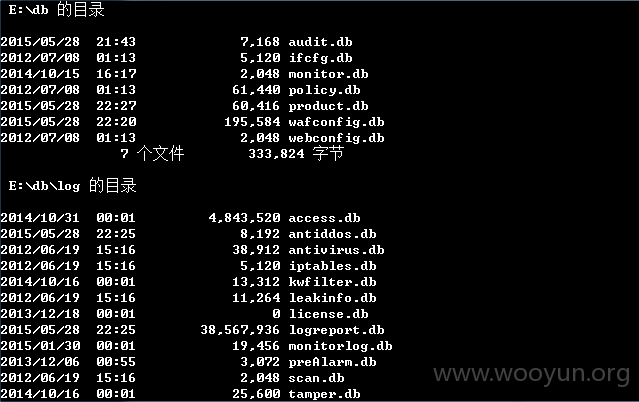 E:\db 的目录
2015/05/28  21:43             7,168 audit.db
2012/07/08  01:13             5,120 ifcfg.db
2014/10/15  16:17             2,048 monitor.db
2012/07/08  01:13            61,440 policy.db
2015/05/28  22:27            60,416 product.db
2015/05/28  22:20           195,584 wafconfig.db
2012/07/08  01:13             2,048 webconfig.db
7 个文件        333,824 字节
E:\db\log 的目录
2014/10/31  00:01         4,843,520 access.db
2015/05/28  22:25             8,192 antiddos.db
2012/06/19  15:16            38,912 antivirus.db
2012/06/19  15:16             5,120 iptables.db
2014/10/16  00:01            13,312 kwfilter.db
2012/06/19  15:16            11,264 leakinfo.db
2013/12/18  00:01                 0 license.db
2015/05/28  22:25        38,567,936 logreport.db
2015/01/30  00:01            19,456 monitorlog.db
2013/12/06  00:55             3,072 preAlarm.db
2012/06/19  15:16             2,048 scan.db
2014/10/16  00:01            25,600 tamper.db
www.wooyun.org